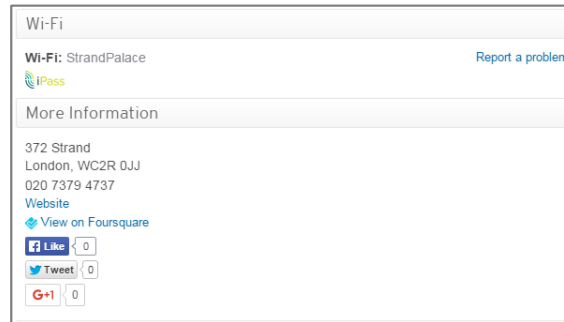 Wi-Fi
Wi-Fi: StrandPalace Report a problem
iPass
More Information
372 Strand
London, WC2R 0JJ
020 7379 4737
Website
View on Foursquare
Like 0
Tweet 0
G+1 0